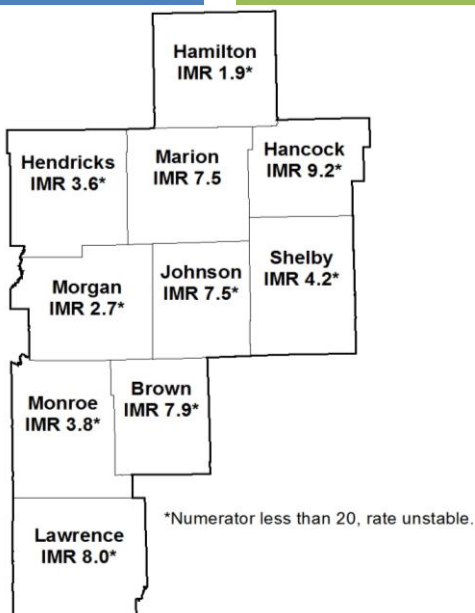 Hamilton
IMR 1.9*
Hendricks
IMR 3.6*
Marion
IMR 7.5
Hancock
IMR 9.2*
Morgan
IMR 2.7*
Johnson
IMR 7.5*
Shelby
IMR 4.2*
Monroe
IMR 3.8*
Brown
IMR 7.9*
*Numerator less than 20, rate unstable.
Lawrence
IMR 8.0*